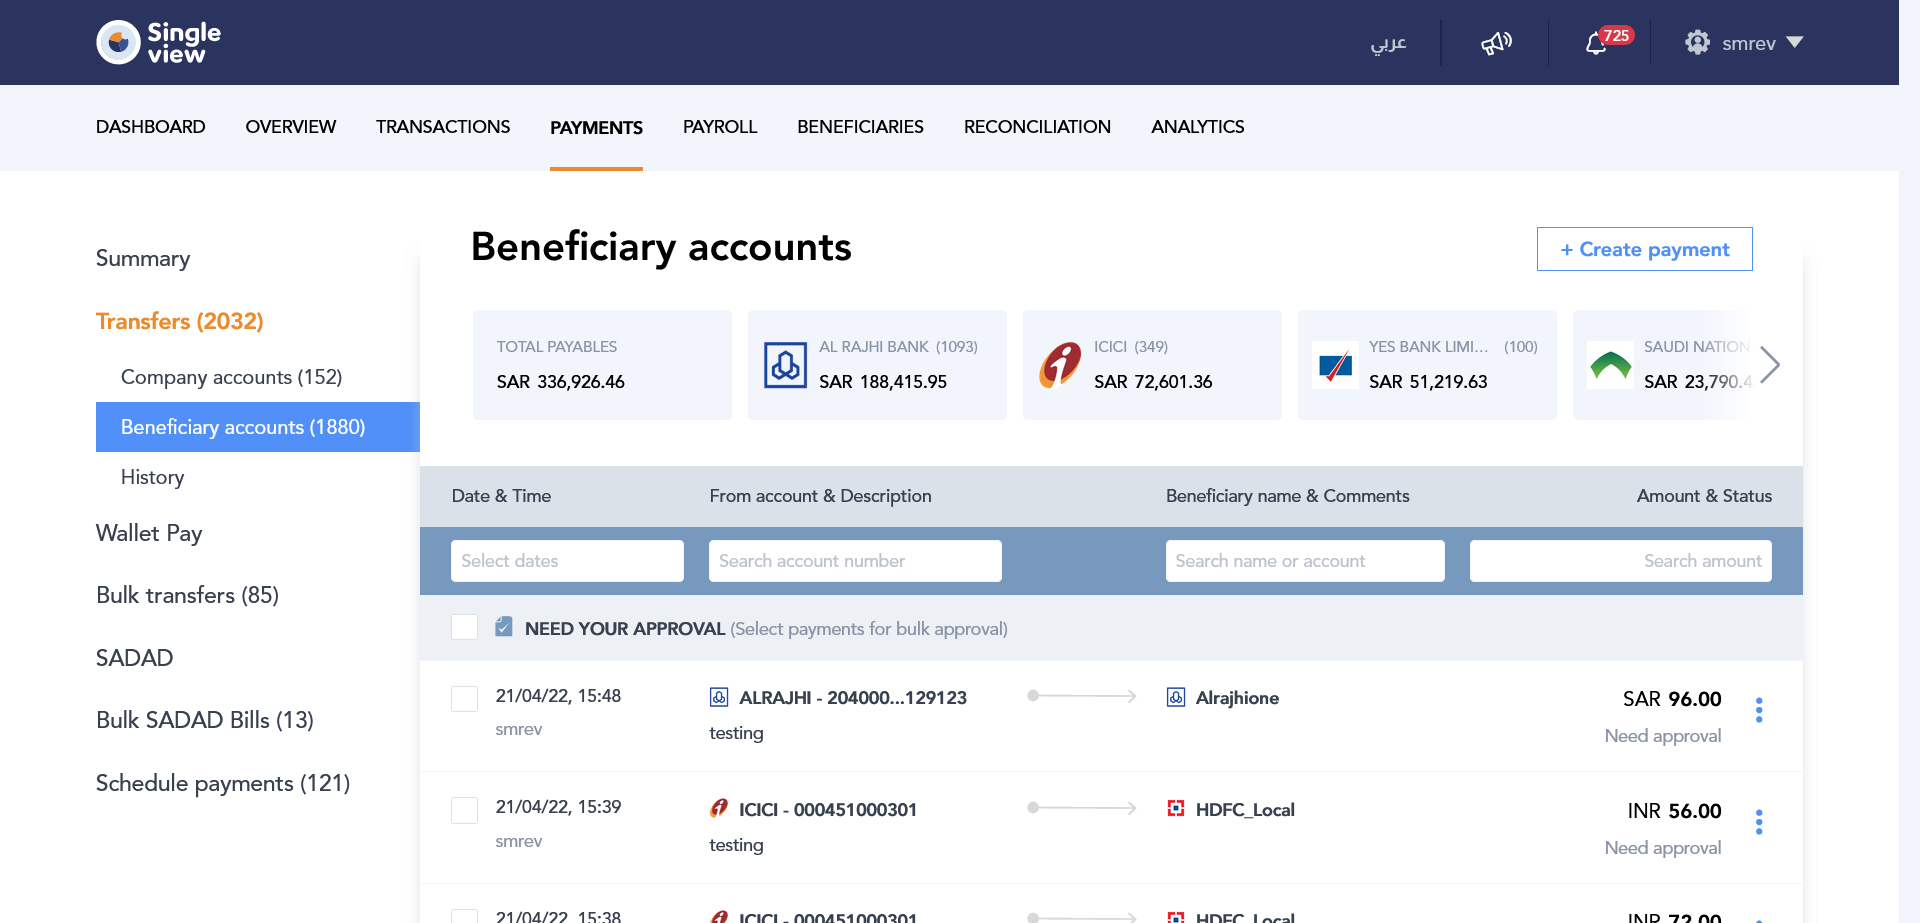 Single
view
عربي
725
smrev
DASHBOARD OVERVIEW TRANSACTIONS PAYMENTS PAYROLL BENEFICIARIES RECONCILIATION ANALYTICS
Summary
Transfers (2032)
Company accounts (152)
Beneficiary accounts (1880)
History
Wallet Pay
Bulk transfers (85)
SADAD
Bulk SADAD Bills (13)
Schedule payments (121)
Beneficiary accounts
+ Create payment
TOTAL PAYABLES
SAR 336,926.46
AL RAJHI BANK (1093)
SAR 188,415.95
ICICI (349)
SAR 72,601.36
YES BANK LIMI... (100)
SAR 51,219.63
SAUDI NATION
SAR 23,790.4
Date & Time From account & Description Beneficiary name & Comments Amount & Status
Select dates Search account number Search name or account Search amount
NEED YOUR APPROVAL (Select payments for bulk approval)
21/04/22, 15:48 ALRAJHI - 204000...129123 Alrajhione SAR 96.00
smrev testing Need approval
21/04/22, 15:39 ICICI - 000451000301 HDFC_Local INR 56.00
smrev testing Need approval
21/04/22, 15:38 ICICI - 000451000301 HDFC_Local INR 72.00